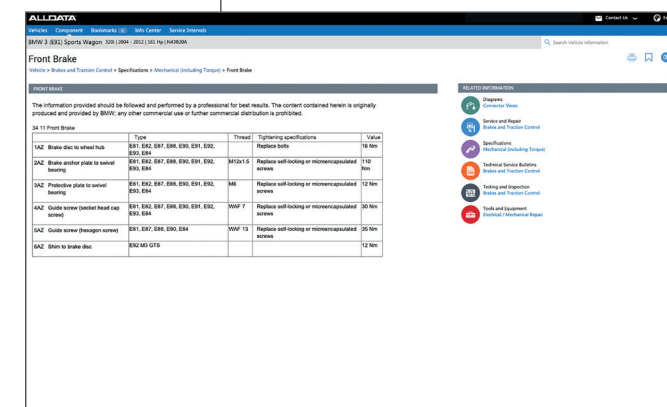 ALLDATA
Contact Us
Vehicles Component Bookmarks Info Center Service Intervals
BMW 3 (E91) Sports Wagon 320i | 2004 - 2012 | 161 Hp | N43B20A
Search Vehicle information
Front Brake
Vehicle > Brakes and Traction Control > Specifications > Mechanical (including Torque) > Front Brake
FRONT BRAKE
The information provided should be followed and performed by a professional for best results. The content contained herein is originally
produced and provided by BMW; any other commercial use or further commercial distribution is prohibited.
34 11 Front Brake
Type Thread Tightening specifications Value
1AZ Brake disc to wheel hub E81, E82, E87, E88, E90, E91, E92, Replace bolts 16 Nm
E93, E84
2AZ Brake anchor plate to swivel E81, E82, E87, E88, E90, E91, E92, M12x1.5 Replace self-locking or microencapsulated 110
bearing E93, E84 screws Nm
3AZ Protective plate to swivel E81, E82, E87, E88, E90, E91, E92, M6 Replace self-locking or microencapsulated 12 Nm
bearing E93, E84 screws
4AZ Guide screw (socket head cap E81, E82, E87, E88, E90, E91, E92, WAF 7 Replace self-locking or microencapsulated 30 Nm
screw) E93, E84 screws
5AZ Guide screw (hexagon screw) E81, E87, E88, E90, E84 WAF 13 Replace self-locking or microencapsulated 35 Nm
screws
6AZ Shim to brake disc E92 M3 GTS 12 Nm
RELATED INFORMATION
Diagrams
Connector Views
Service and Repair
Brakes and Traction Control
Specifications
Mechanical (including Torque)
Technical Service Bulletins
Brakes and Traction Control
Testing and Inspection
Brakes and Traction Control
Tools and Equipment
Electrical / Mechanical Repair